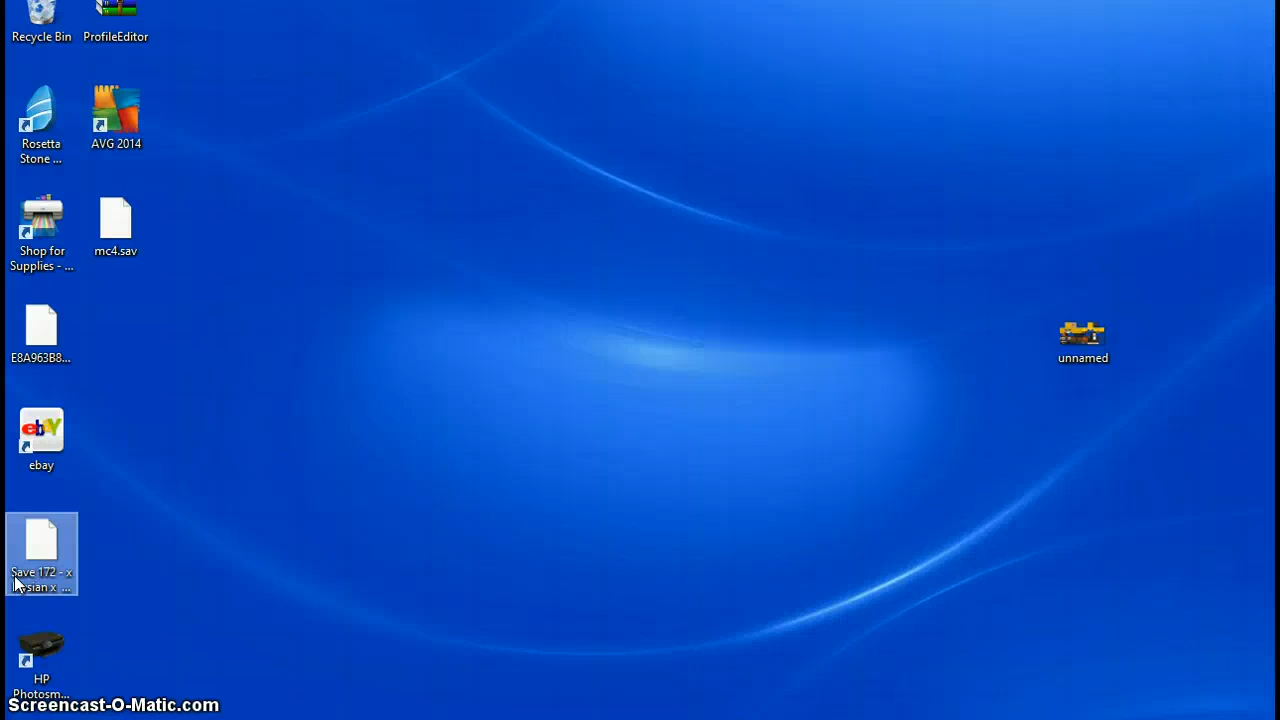 Recycle Bin
ProfileEditor
Rosetta
Stone ...
AVG 2014
Shop for
Supplies - ...
mc4.sav
E8A963B8...
unnamed
ebay
ebay
Save 172 - x
sian x ...
HP
Photosm...
Screencast-O-Matic.com